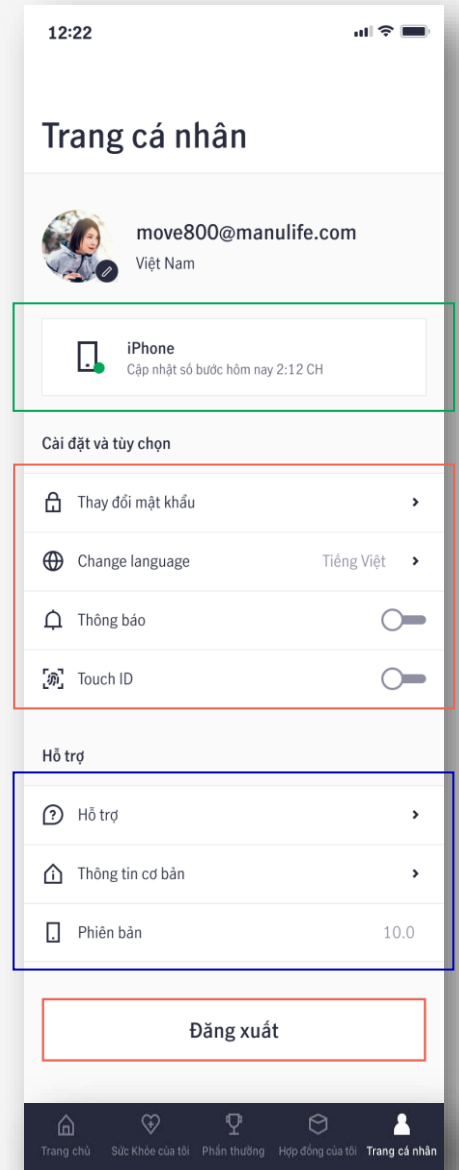 12:22
Trang cá nhân
move800@manulife.com
Việt Nam
iPhone
Cập nhật số bước hôm nay 2:12 CH
Cài đặt và tùy chọn
Thay đổi mật khẩu
Change language Tiếng Việt
Thông báo
Touch ID
Hỗ trợ
Hỗ trợ
Thông tin cơ bản
Phiên bản 10.0
Đăng xuất
Trang chủ Sức Khỏe của tôi Phần thưởng Hợp đồng của tôi Trang cá nhân